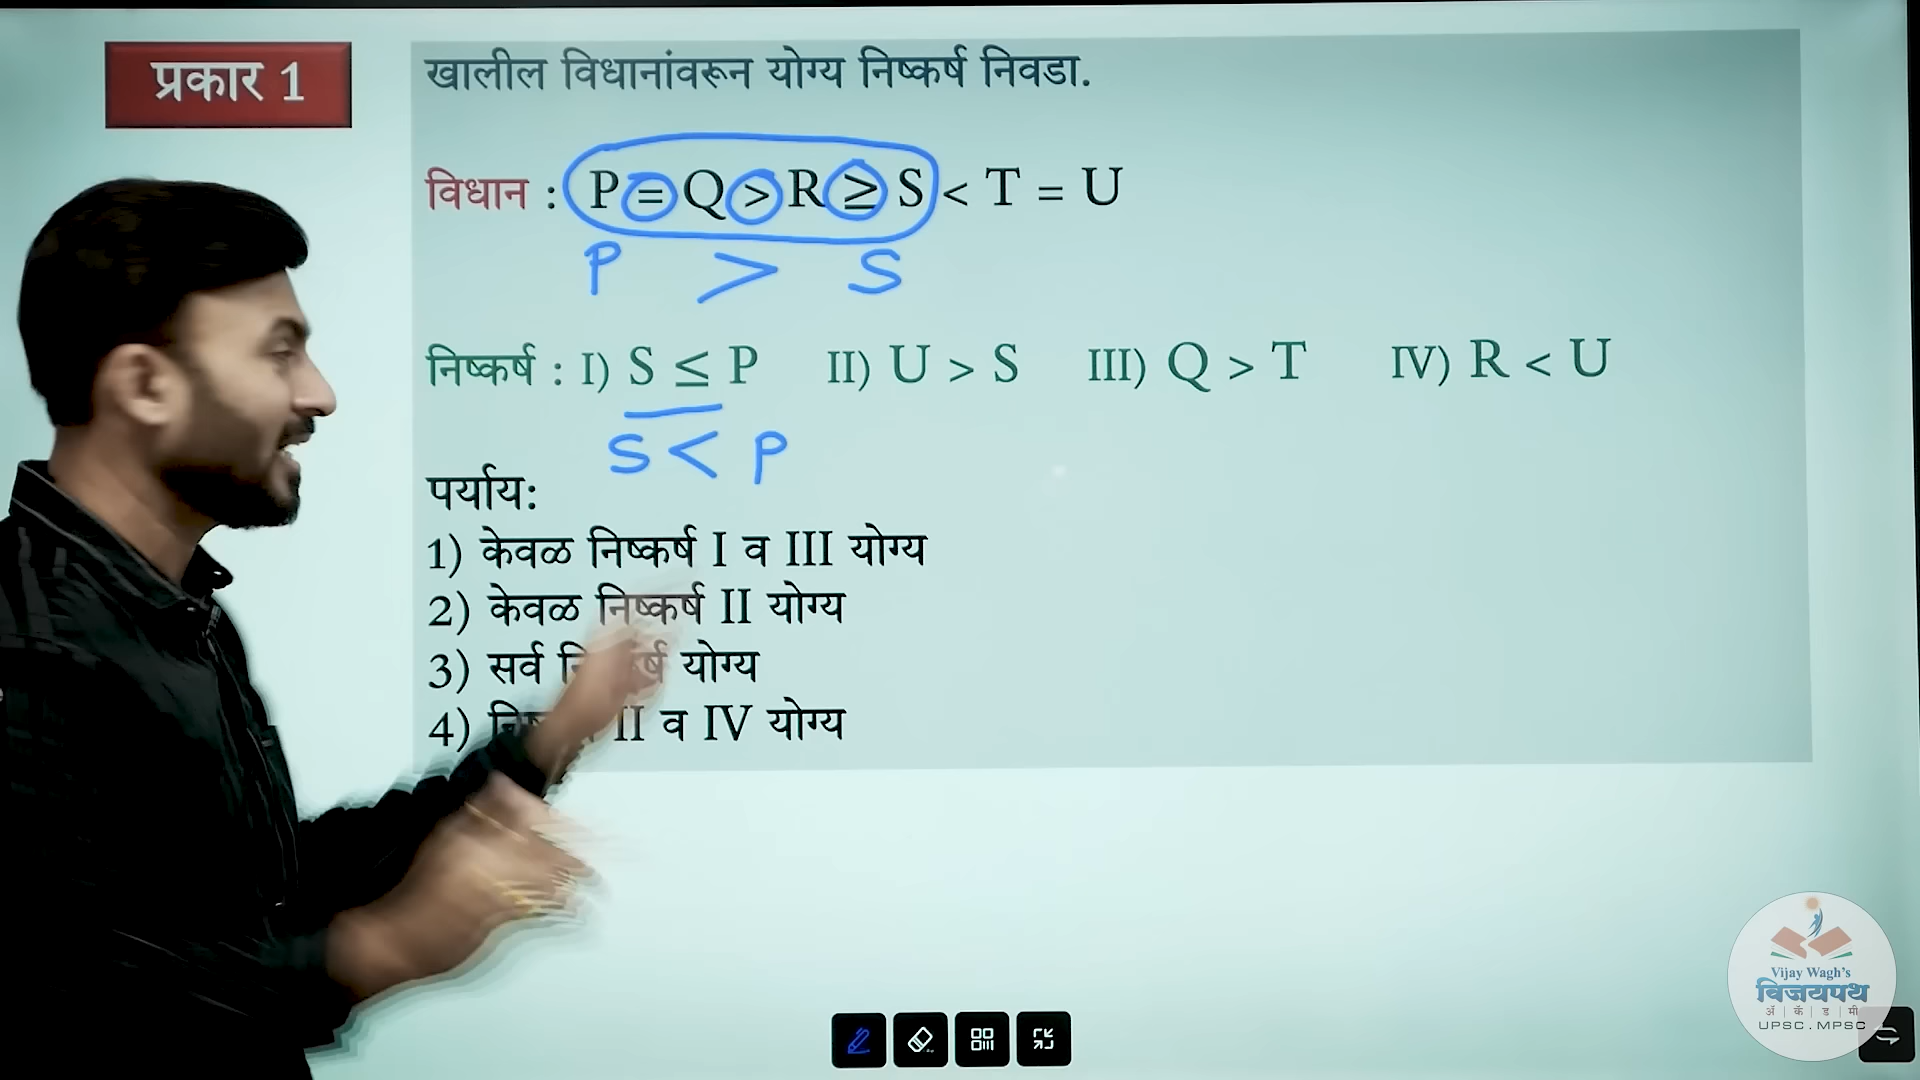 प्रकार 1
खालील विधानांवरून योग्य निष्कर्ष निवडा.
विधान : P = Q > R ≥ S < T = U
P > S
निष्कर्ष : I) S ≤ P II) U > S III) Q > T IV) R < U
S < P
पर्याय:
1) केवळ निष्कर्ष I व III योग्य
2) केवळ निष्कर्ष II योग्य
3) सर्व योग्य
4) II व IV योग्य
Vijay Wagh's
विजयपथ
अ‍ॅ | कॅ | ड | मी
UPSC . MPSC